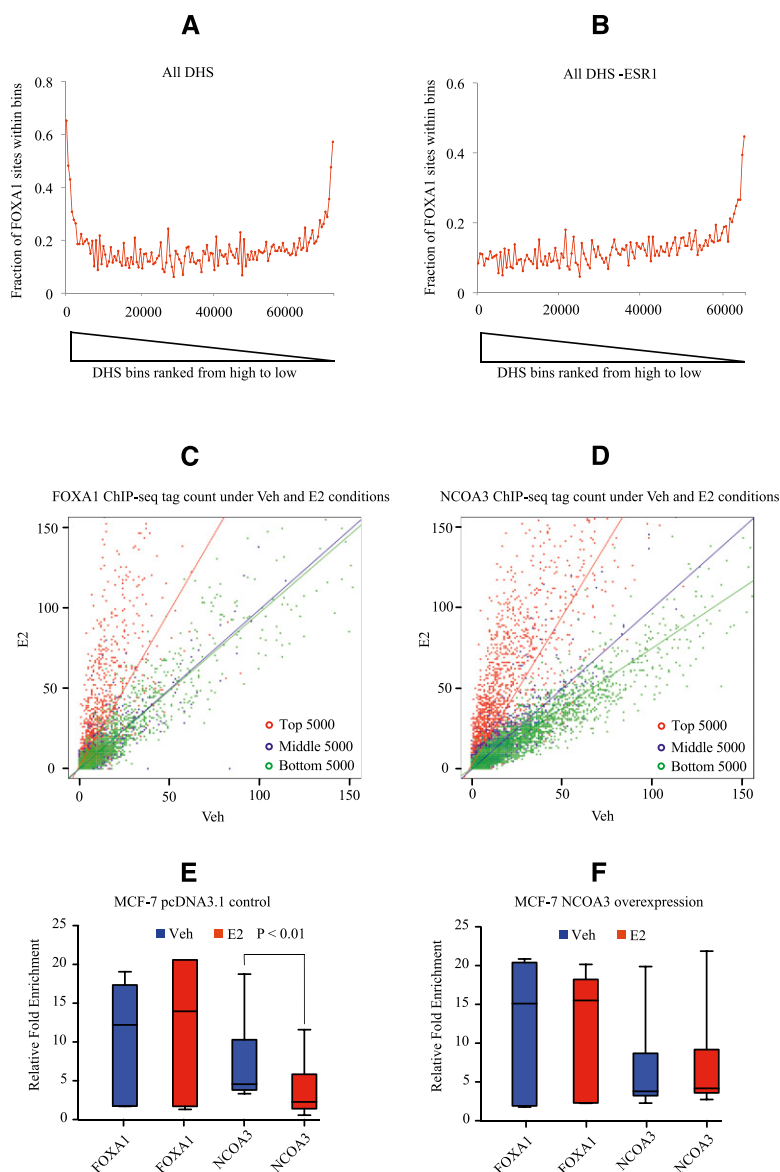 A
All DHS
Fraction of FOXA1 sites within bins
0.8
0.6
0.4
0.2
0
0
20000
40000
60000
DHS bins ranked from high to low
B
All DHS -ESR1
Fraction of FOXA1 sites within bins
0.6
0.4
0.2
0
0
20000
40000
60000
DHS bins ranked from high to low
C
FOXA1 ChIP-seq tag count under Veh and E2 conditions
E2
150
100
50
0
Top 5000
Middle 5000
Bottom 5000
0
50
100
150
Veh
D
NCOA3 ChIP-seq tag count under Veh and E2 conditions
E2
150
100
50
0
Top 5000
Middle 5000
Bottom 5000
0
50
100
150
Veh
E
MCF-7 pcDNA3.1 control
Veh E2 P < 0.01
Relative Fold Enrichment
25
20
15
10
5
0
FOXA1
FOXA1
NCOA3
NCOA3
F
MCF-7 NCOA3 overexpression
Veh E2
Relative Fold Enrichment
25
20
15
10
5
0
FOXA1
FOXA1
NCOA3
NCOA3